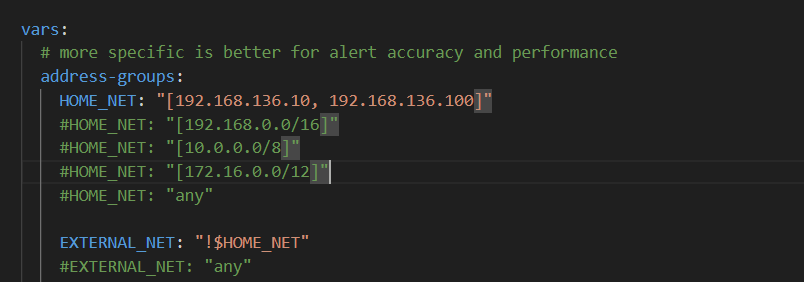 vars:
# more specific is better for alert accuracy and performance
address-groups:
HOME_NET: "[192.168.136.10, 192.168.136.100]"
#HOME_NET: "[192.168.0.0/16]"
#HOME_NET: "[10.0.0.0/8]"
#HOME_NET: "[172.16.0.0/12]"
#HOME_NET: "any"
EXTERNAL_NET: "!$HOME_NET"
#EXTERNAL_NET: "any"